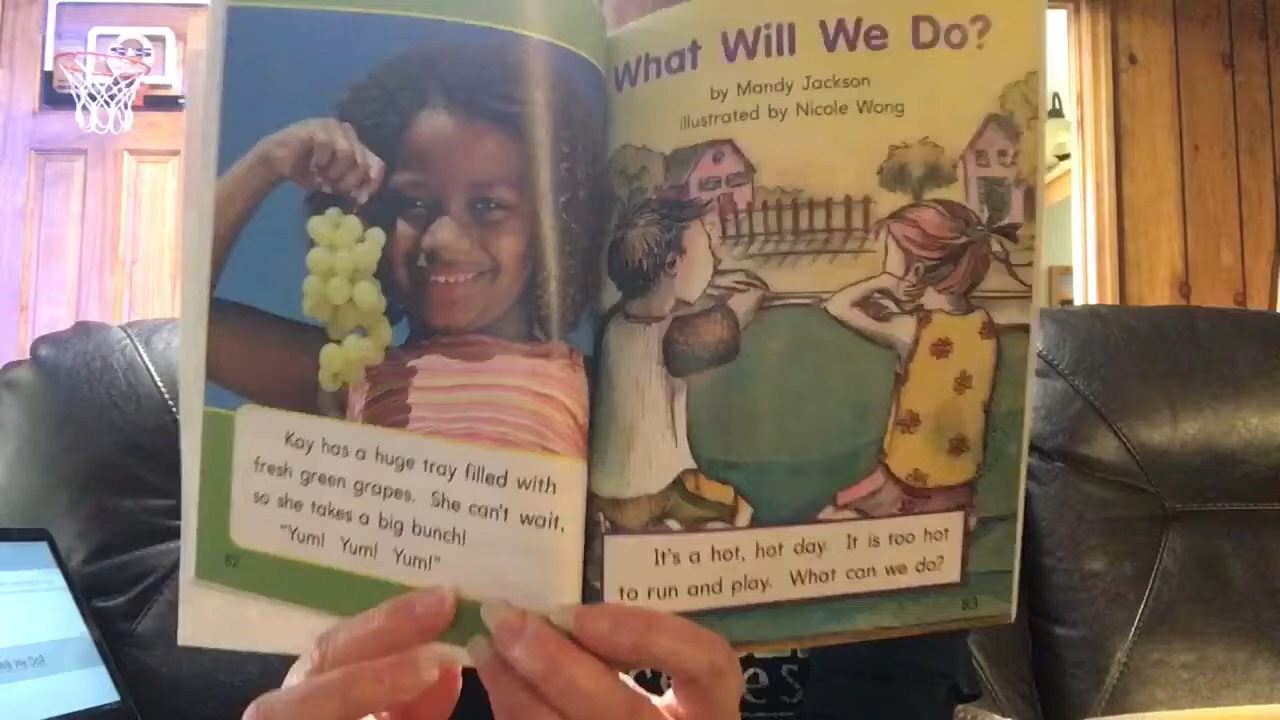 Kay has a huge tray filled with
fresh green grapes. She can't wait,
so she takes a big bunch!
"Yum! Yum! Yum!"
62
What Will We Do?
by Mandy Jackson
illustrated by Nicole Wong
It's a hot, hot day. It is too hot
to run and play. What can we do?
83